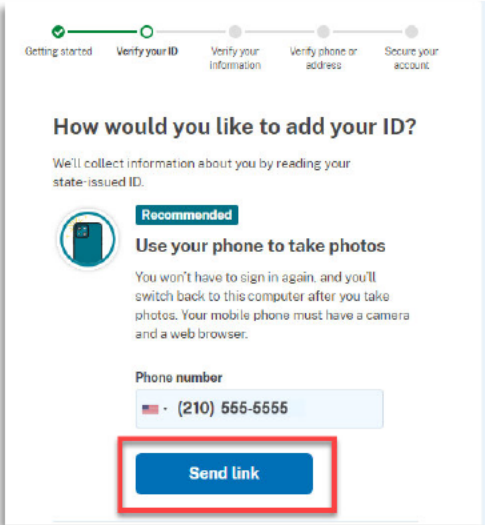 Getting started
Verify your ID
Verify your
information
Verify phone or
address
Secure your
account
How would you like to add your ID?
We'll collect information about you by reading your
state-issued ID.
Recommended
Use your phone to take photos
You won't have to sign in again, and you'll
switch back to this computer after you take
photos. Your mobile phone must have a camera
and a web browser.
Phone number
(210) 555-5555
Send link